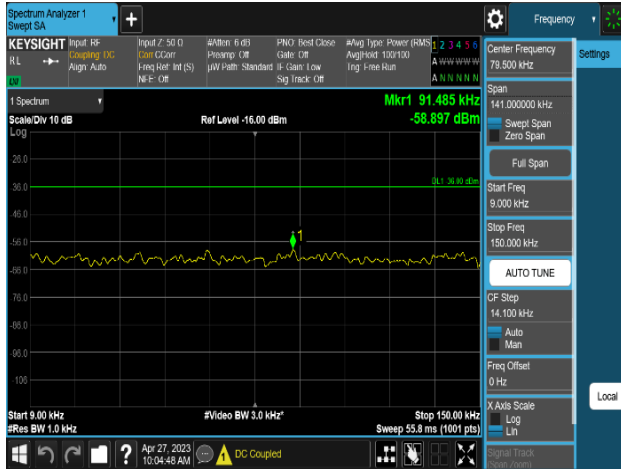 Spectrum Analyzer 1
Swept SA
Frequency
KEYSIGHT
RL
Input: RF
Coupling: DC
Align: Auto
Input Z: 50 Ω
Corr CCorr
Freq Ref: Int (S)
NFE: Off
#Atten: 6 dB
Preamp: Off
µW Path: Standard
PNO: Best Close
Gate: Off
IF Gain: Low
Sig Track: Off
#Avg Type: Power (RMS
Avg|Hold: 100/100
Trig: Free Run
1 2 3 4 5 6
A W W W W W
A N N N N N
1 Spectrum
Scale/Div 10 dB
Log
Ref Level -16.00 dBm
Mkr1 91.485 kHz
-58.897 dBm
-26.0
-36.0
-46.0
-56.0
-66.0
-76.0
-86.0
-96.0
-106
DL1 -36.00 dBm
1
Start 9.00 kHz
#Res BW 1.0 kHz
#Video BW 3.0 kHz*
Stop 150.00 kHz
Sweep 55.8 ms (1001 pts)
Center Frequency
79.500 kHz
Settings
Span
141.000000 kHz
Swept Span
Zero Span
Full Span
Start Freq
9.000 kHz
Stop Freq
150.000 kHz
AUTO TUNE
CF Step
14.100 kHz
Auto
Man
Freq Offset
0 Hz
X Axis Scale
Log
Lin
Local
Signal Track
(Span Zoom)
?
Apr 27, 2023
10:04:48 AM
DC Coupled